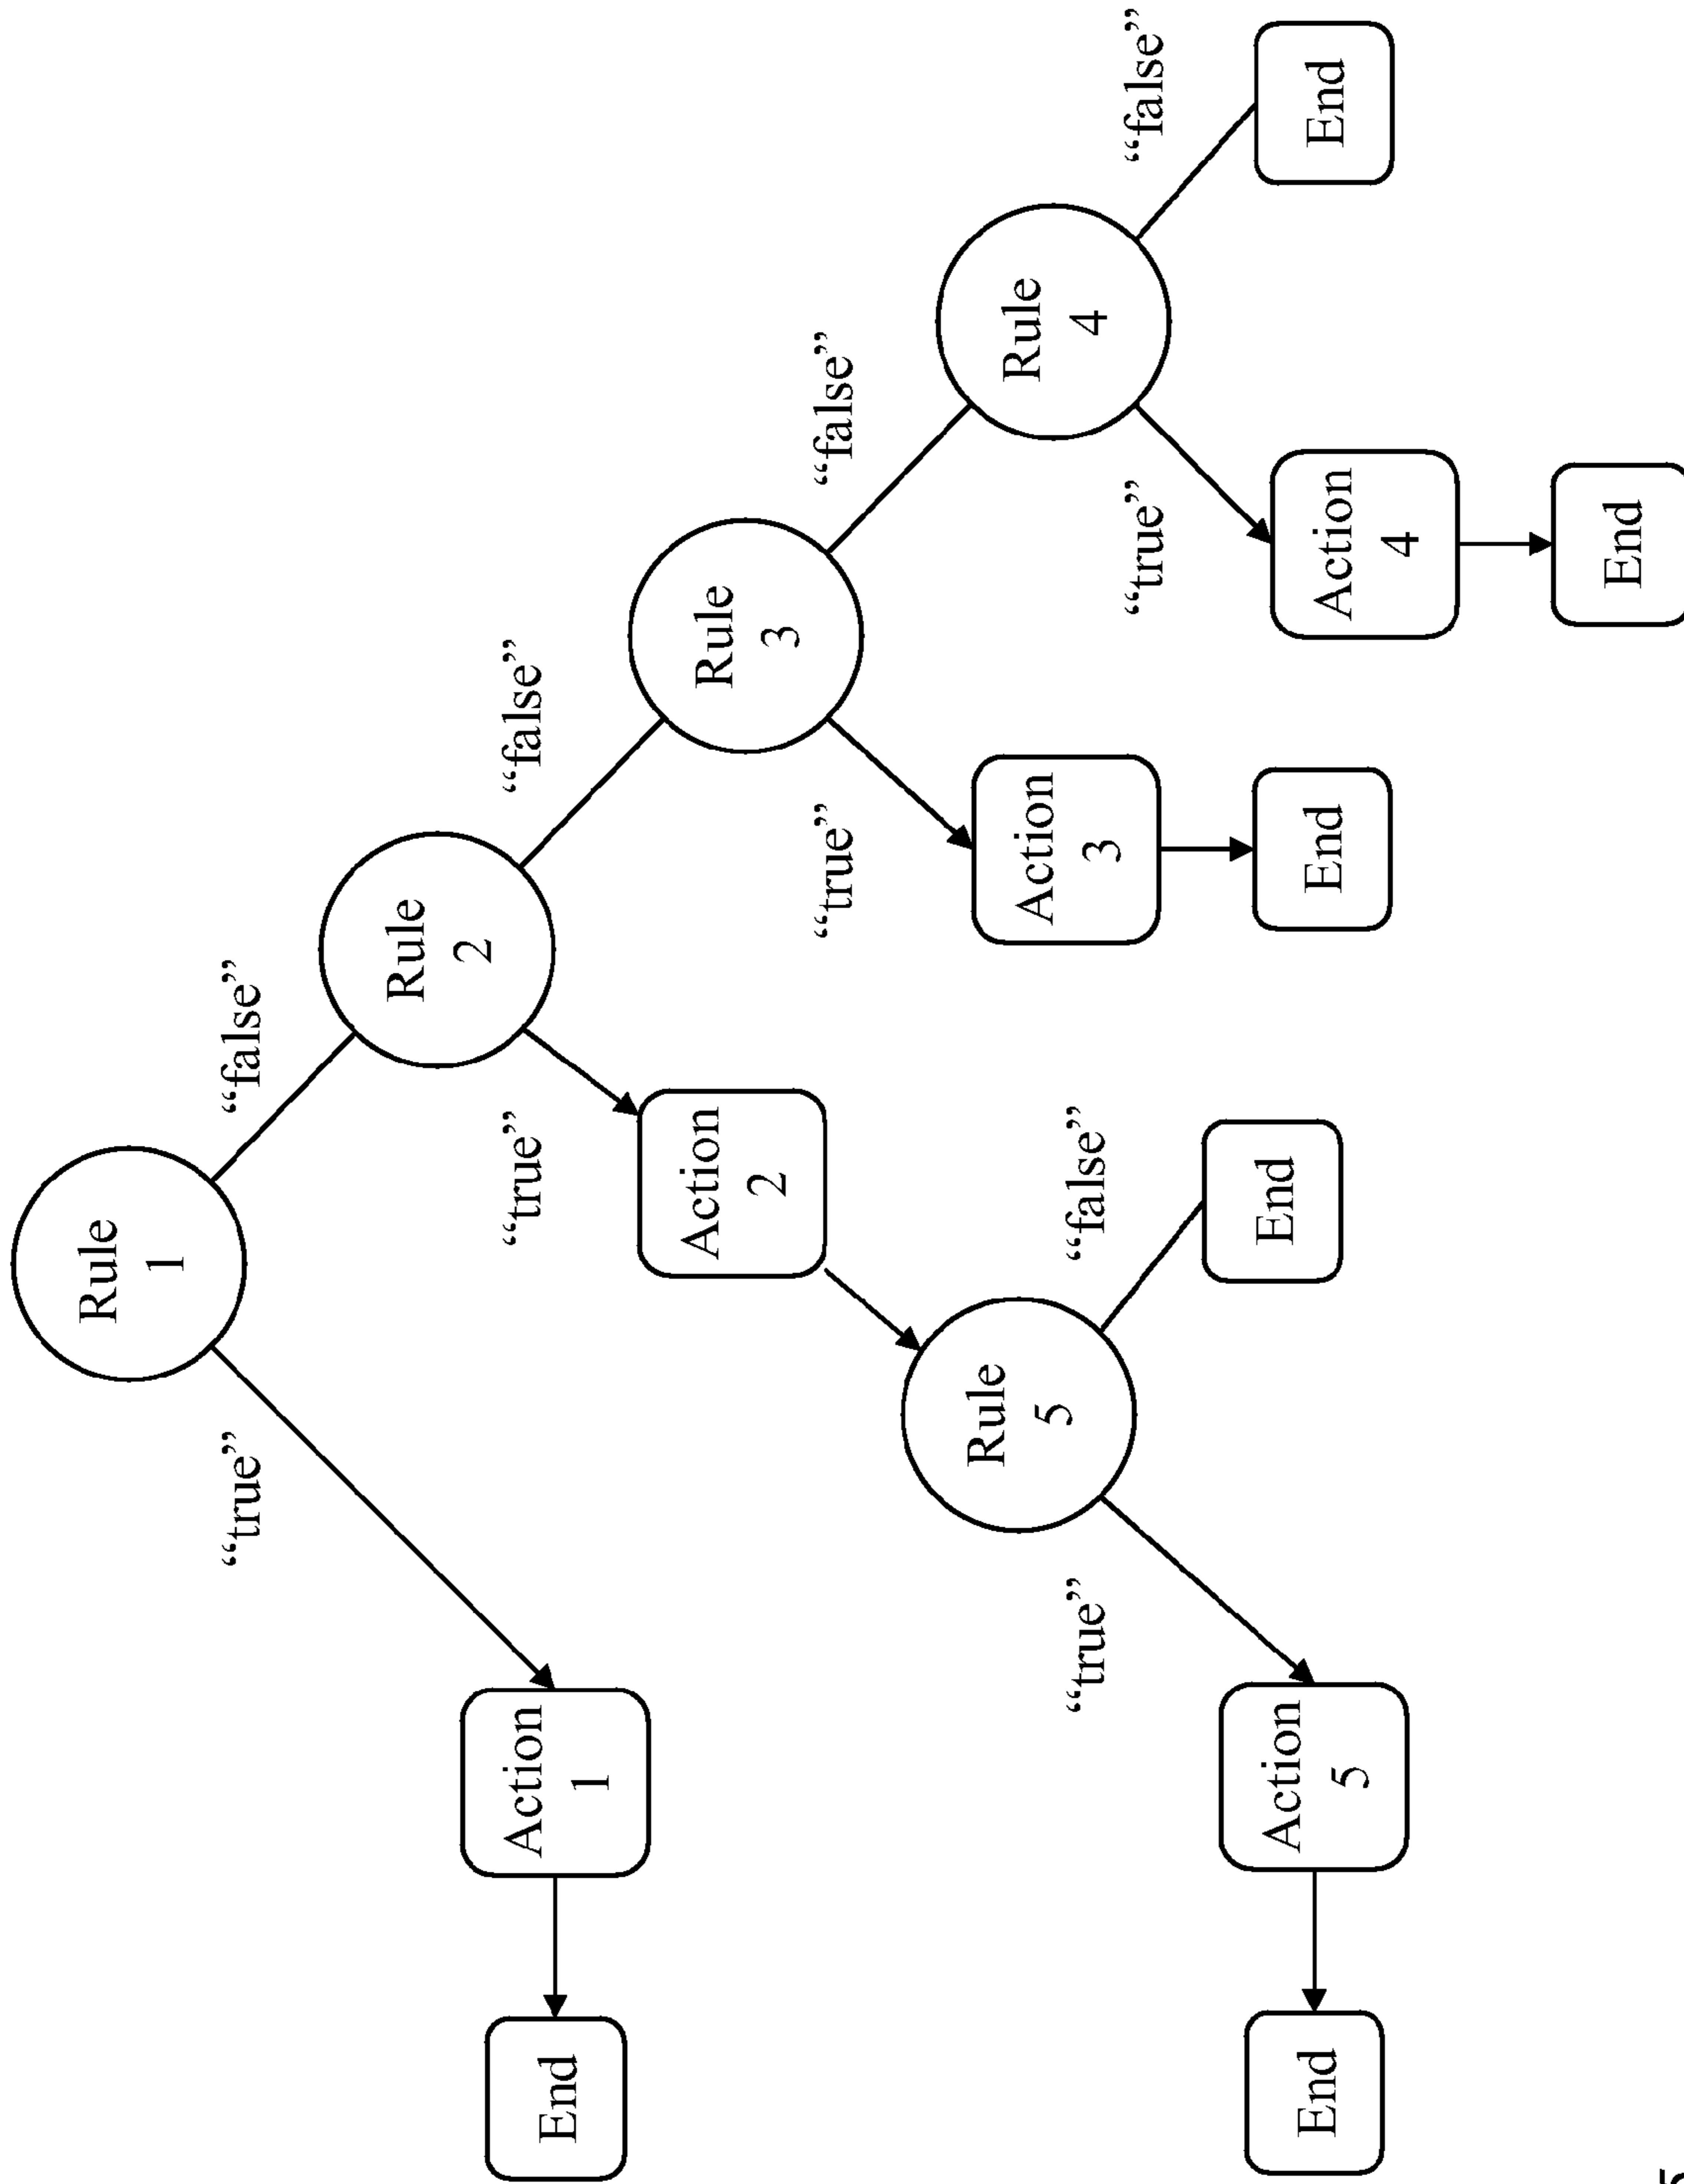 Rule
1
“true”
“false”
Action
1
End
Rule
2
“true”
“false”
Action
2
Rule
5
“true”
“false”
Action
5
End
End
Rule
3
“true”
“false”
Action
3
End
Rule
4
“true”
“false”
Action
4
End
End